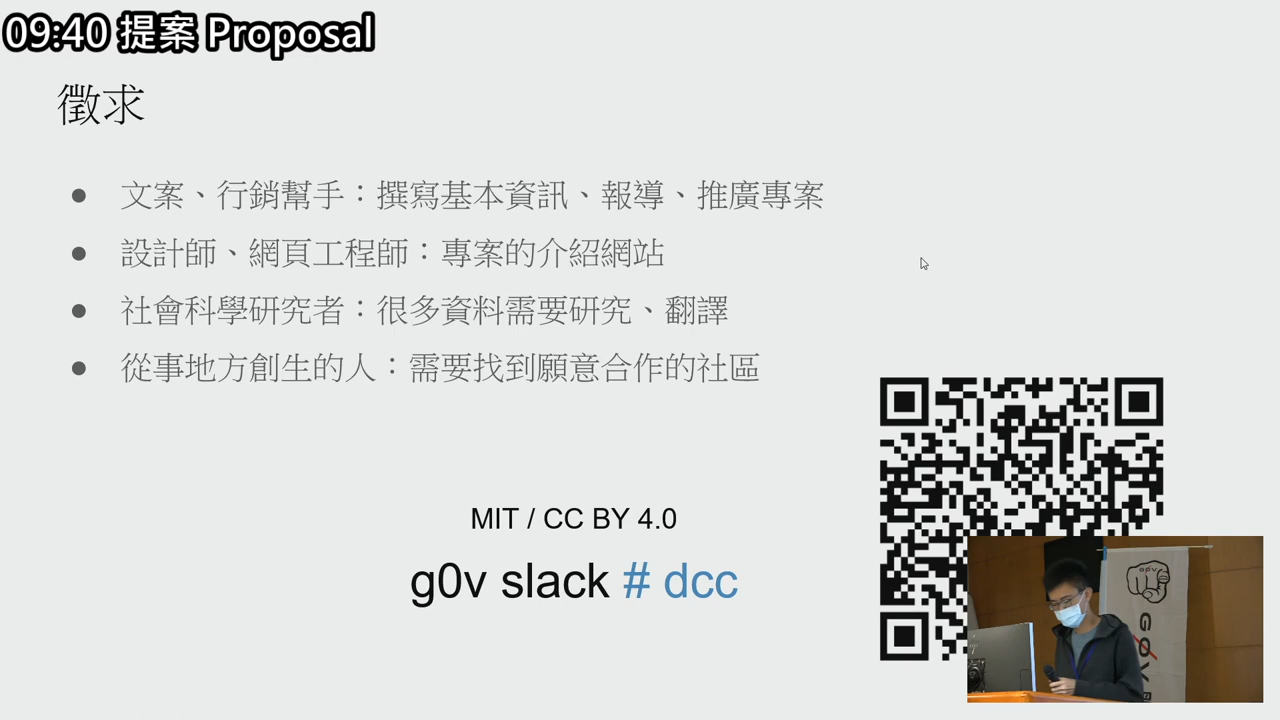 09:40 提案 Proposal
徵求
● 文案、行銷幫手：撰寫基本資訊、報導、推廣專案
● 設計師、網頁工程師：專案的介紹網站
● 社會科學研究者：很多資料需要研究、翻譯
● 從事地方創生的人：需要找到願意合作的社區
MIT / CC BY 4.0
g0v slack # dcc
G0V